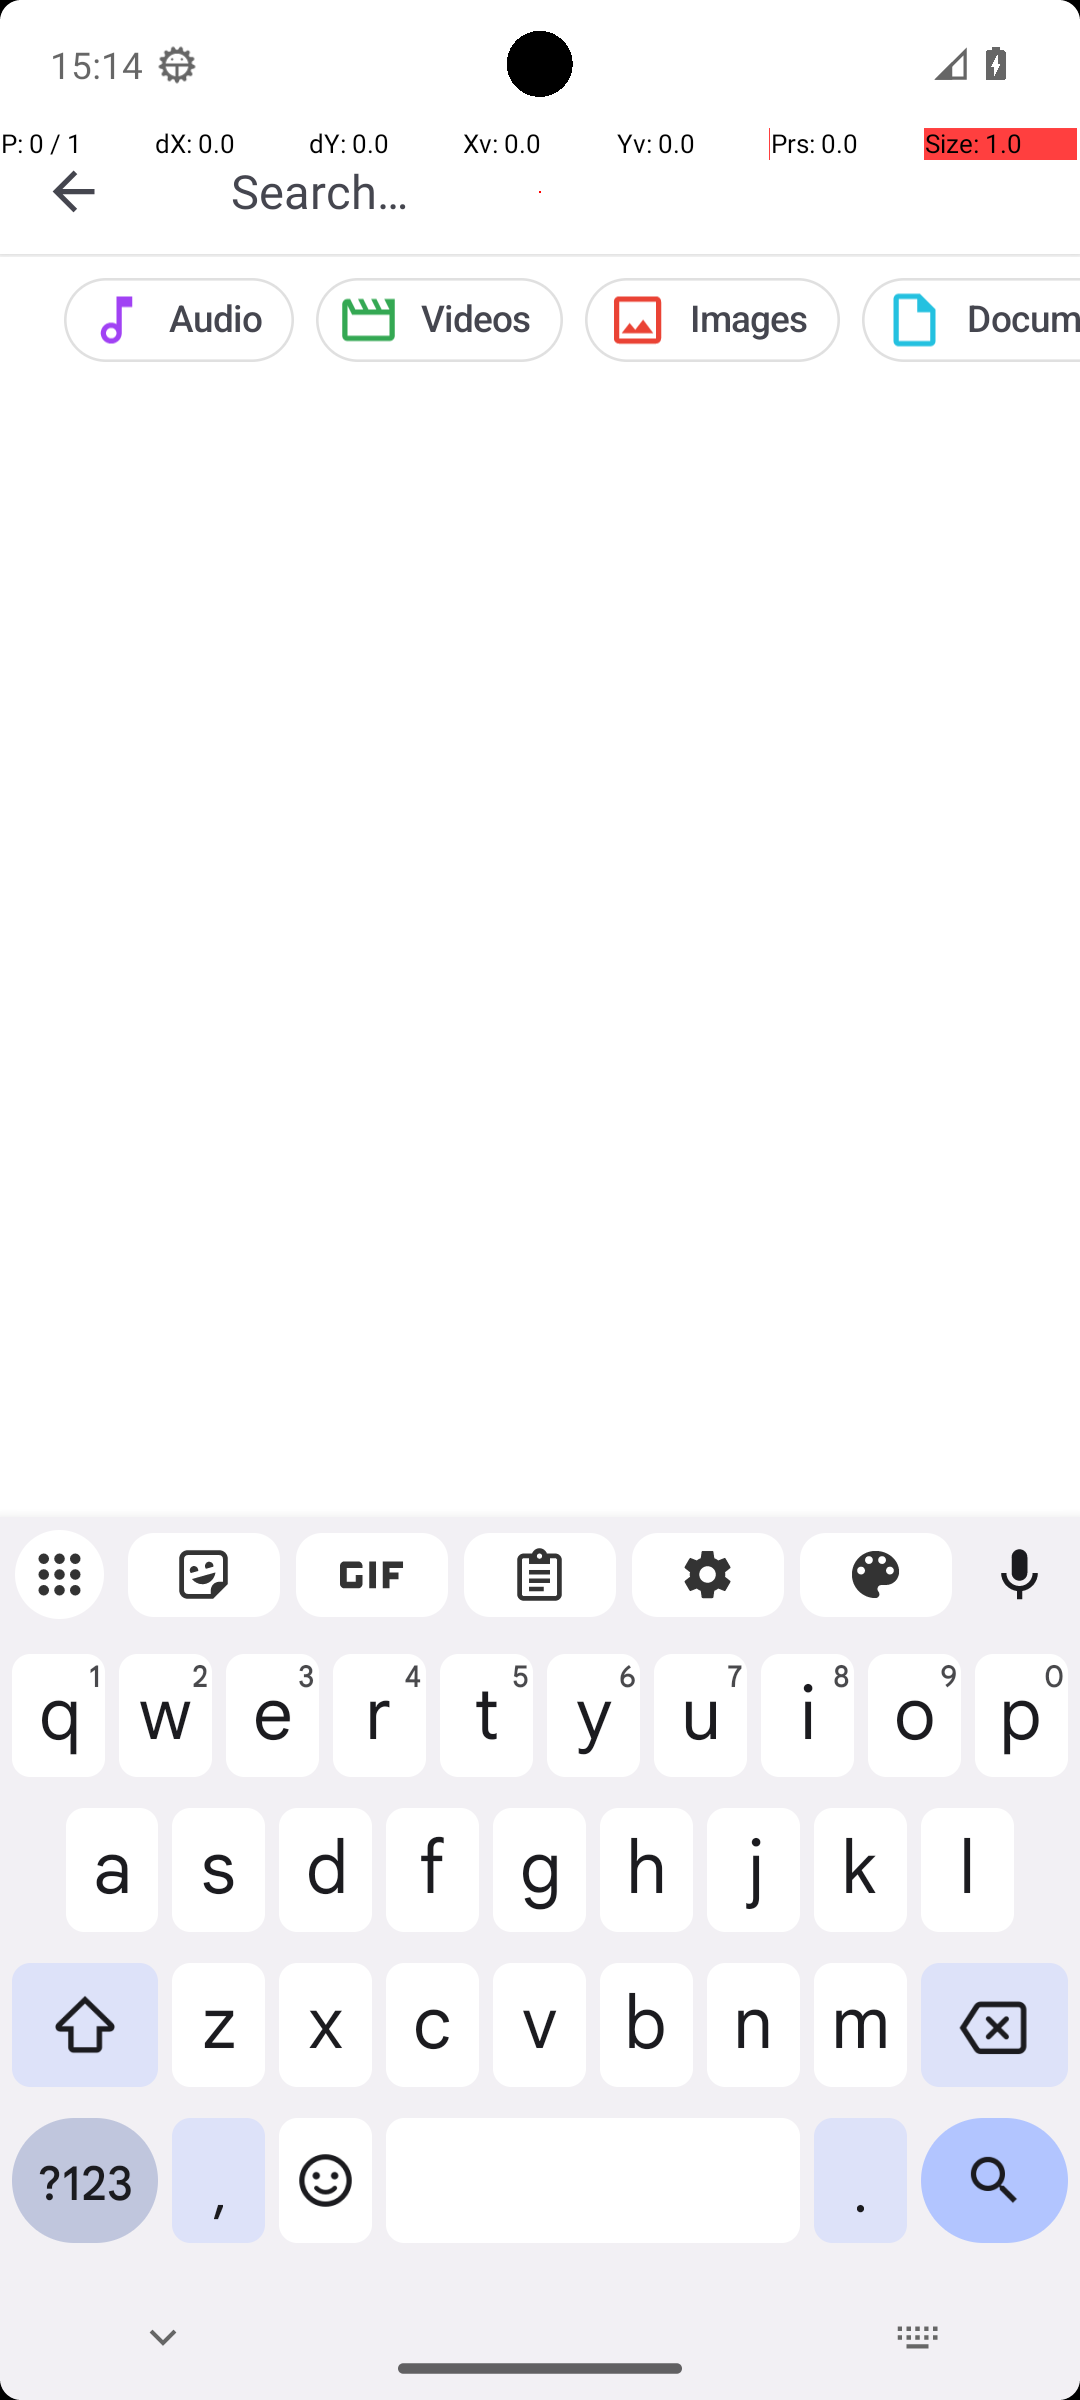 15:14
P: 0 / 1 dX: 0.0 dY: 0.0 Xv: 0.0 Yv: 0.0 Prs: 0.0 Size: 1.0
Search…
Audio Videos Images Docum
GIF
q1 w2 e3 r4 t5 y6 u7 i8 o9 p0
a s d f g h j k l
z x c v b n m
?123 , .